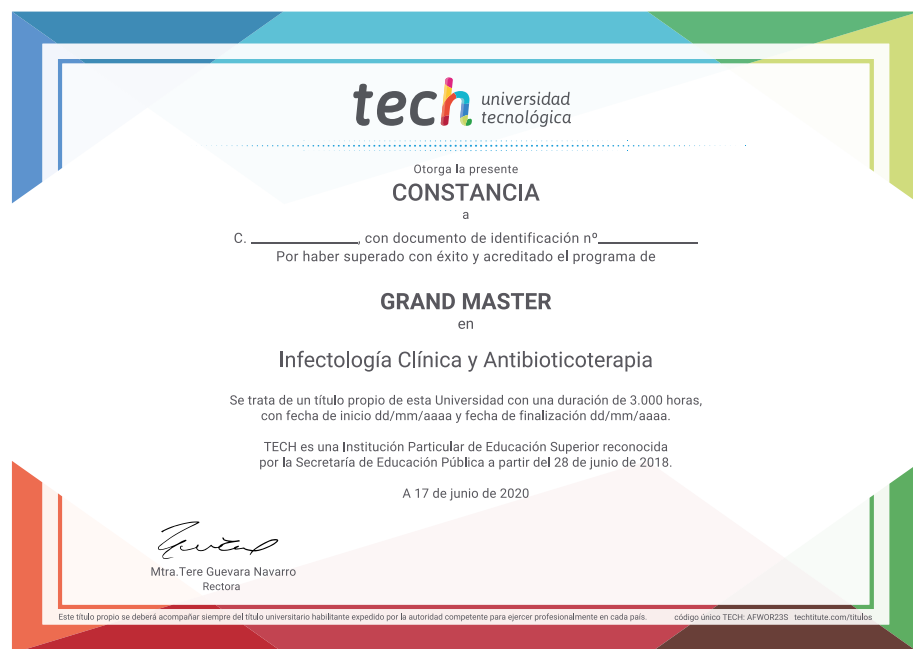 tech universidad
tecnológica
Otorga la presente
CONSTANCIA
a
C. ______________, con documento de identificación nº_____________
Por haber superado con éxito y acreditado el programa de
GRAND MASTER
en
Infectología Clínica y Antibioticoterapia
Se trata de un título propio de esta Universidad con una duración de 3.000 horas,
con fecha de inicio dd/mm/aaaa y fecha de finalización dd/mm/aaaa.
TECH es una Institución Particular de Educación Superior reconocida
por la Secretaría de Educación Pública a partir del 28 de junio de 2018.
A 17 de junio de 2020
Mtra.Tere Guevara Navarro
Rectora
Este título propio se deberá acompañar siempre del título universitario habilitante expedido por la autoridad competente para ejercer profesionalmente en cada país. código único TECH: AFWOR23S techtitute.com/titulos